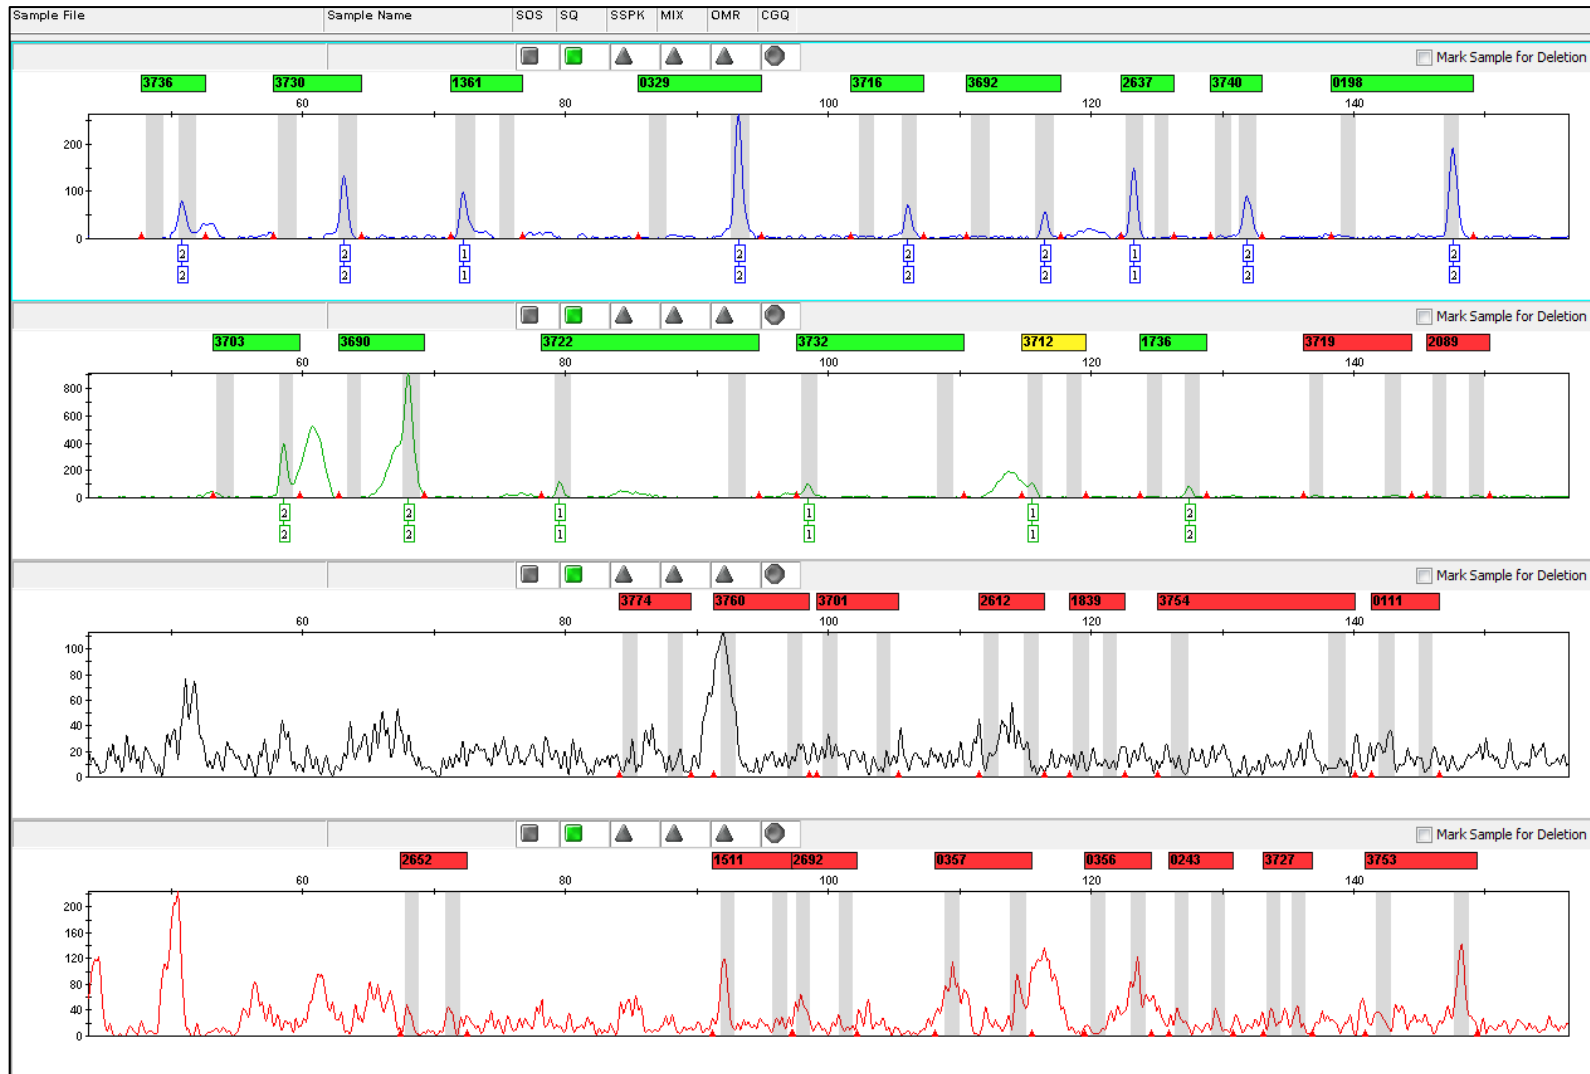 Sample File Sample Name SOS SQ SSPK MIX OMR CGQ
Mark Sample for Deletion
3736 3730 1361 0329 3716 3692 2637 3740 0198
60 80 100 120 140
200
100
0
2 2 1 2 2 2 1 2 2
2 2 1 2 2 2 1 2 2
Mark Sample for Deletion
3703 3690 3722 3732 3712 1736 3719 2089
60 80 100 120 140
800
600
400
200
0
2 2 1 1 1 2
2 2 1 1 1 2
Mark Sample for Deletion
3774 3760 3701 2612 1839 3754 0111
60 80 100 120 140
100
80
60
40
20
0
Mark Sample for Deletion
2652 1511 2692 0357 0356 0243 3727 3753
60 80 100 120 140
200
160
120
80
40
0